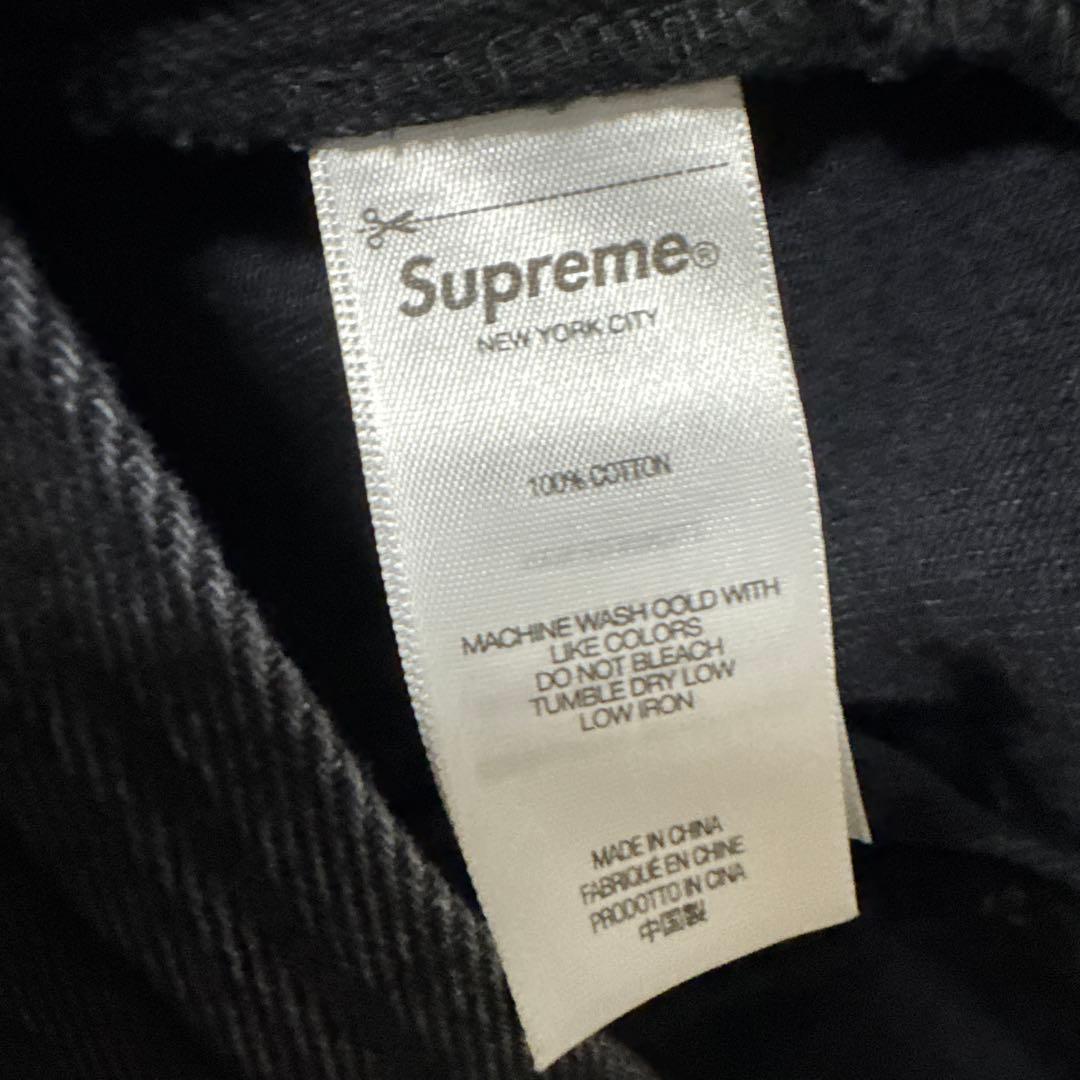 Supreme®
NEW YORK CITY
100% COTTON
MACHINE WASH COLD WITH
LIKE COLORS
DO NOT BLEACH
TUMBLE DRY LOW
LOW IRON
MADE IN CHINA
FABRIQUÉ EN CHINE
PRODOTTO IN CINA
中国製